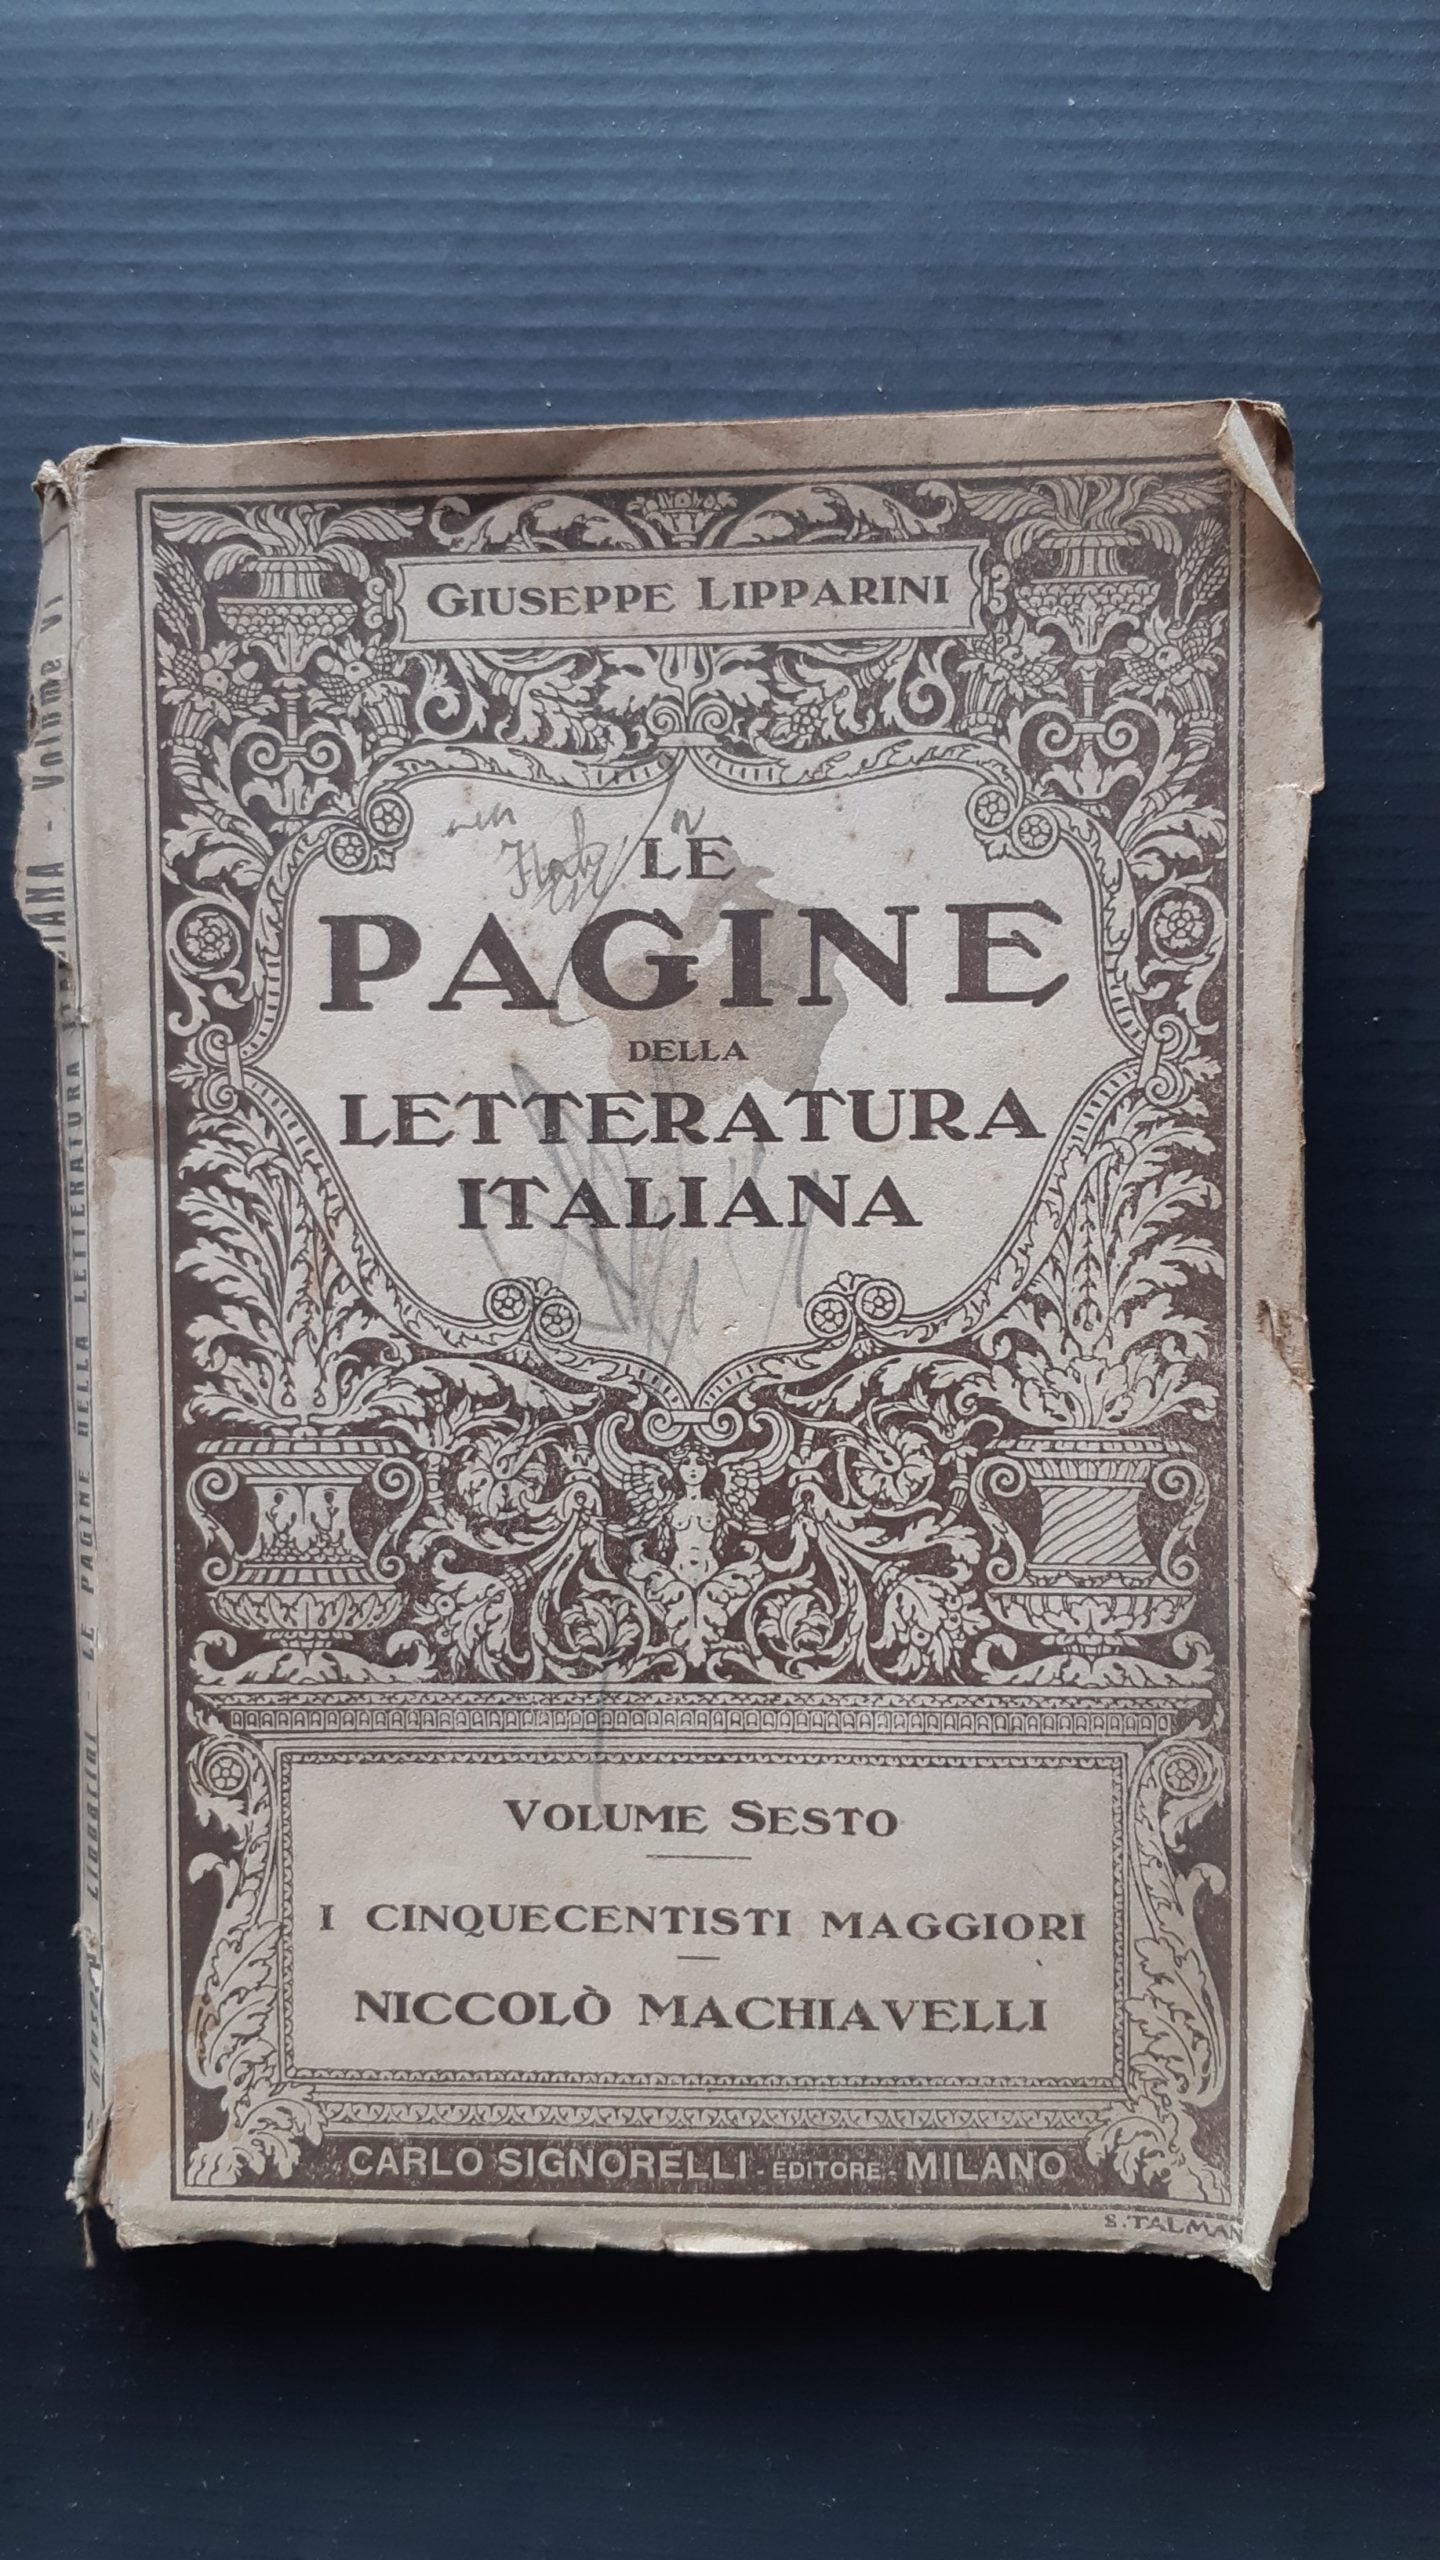 GIUSEPPE LIPPARINI
LE
PAGINE
DELLA
LETTERATURA
ITALIANA
VOLUME SESTO
I CINQUECENTISTI MAGGIORI
NICCOLÒ MACHIAVELLI
CARLO SIGNORELLI - EDITORE - MILANO
S. TALMAN
LIPPARINI - LE PAGINE DELLA LETTERATURA ITALIANA - Volume VI